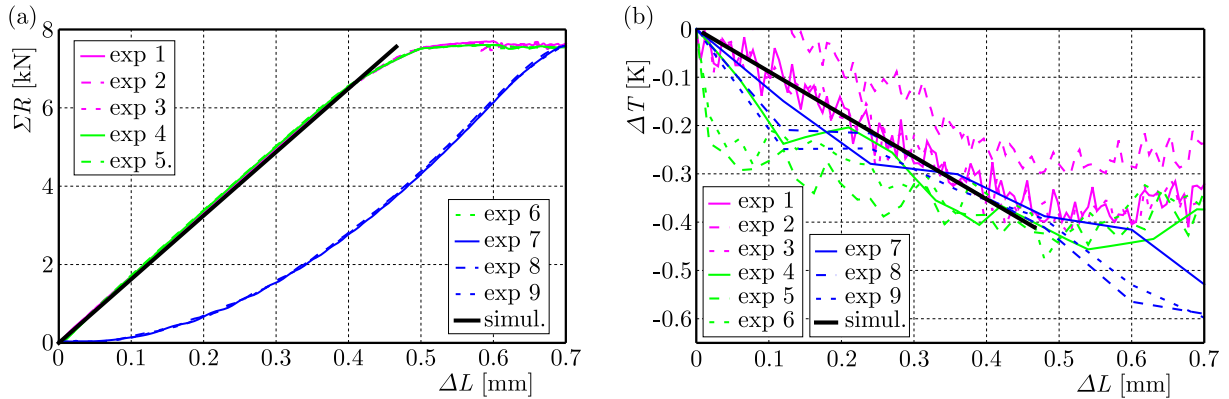 (a)
ΣR [kN]
8
6
4
2
0
exp 1
exp 2
exp 3
exp 4
exp 5.
exp 6
exp 7
exp 8
exp 9
simul.
0 0.1 0.2 0.3 0.4 0.5 0.6 0.7
ΔL [mm]
(b)
ΔT [K]
0
-0.1
-0.2
-0.3
-0.4
-0.5
-0.6
exp 1
exp 2
exp 3
exp 4
exp 5
exp 6
exp 7
exp 8
exp 9
simul.
0 0.1 0.2 0.3 0.4 0.5 0.6 0.7
ΔL [mm]